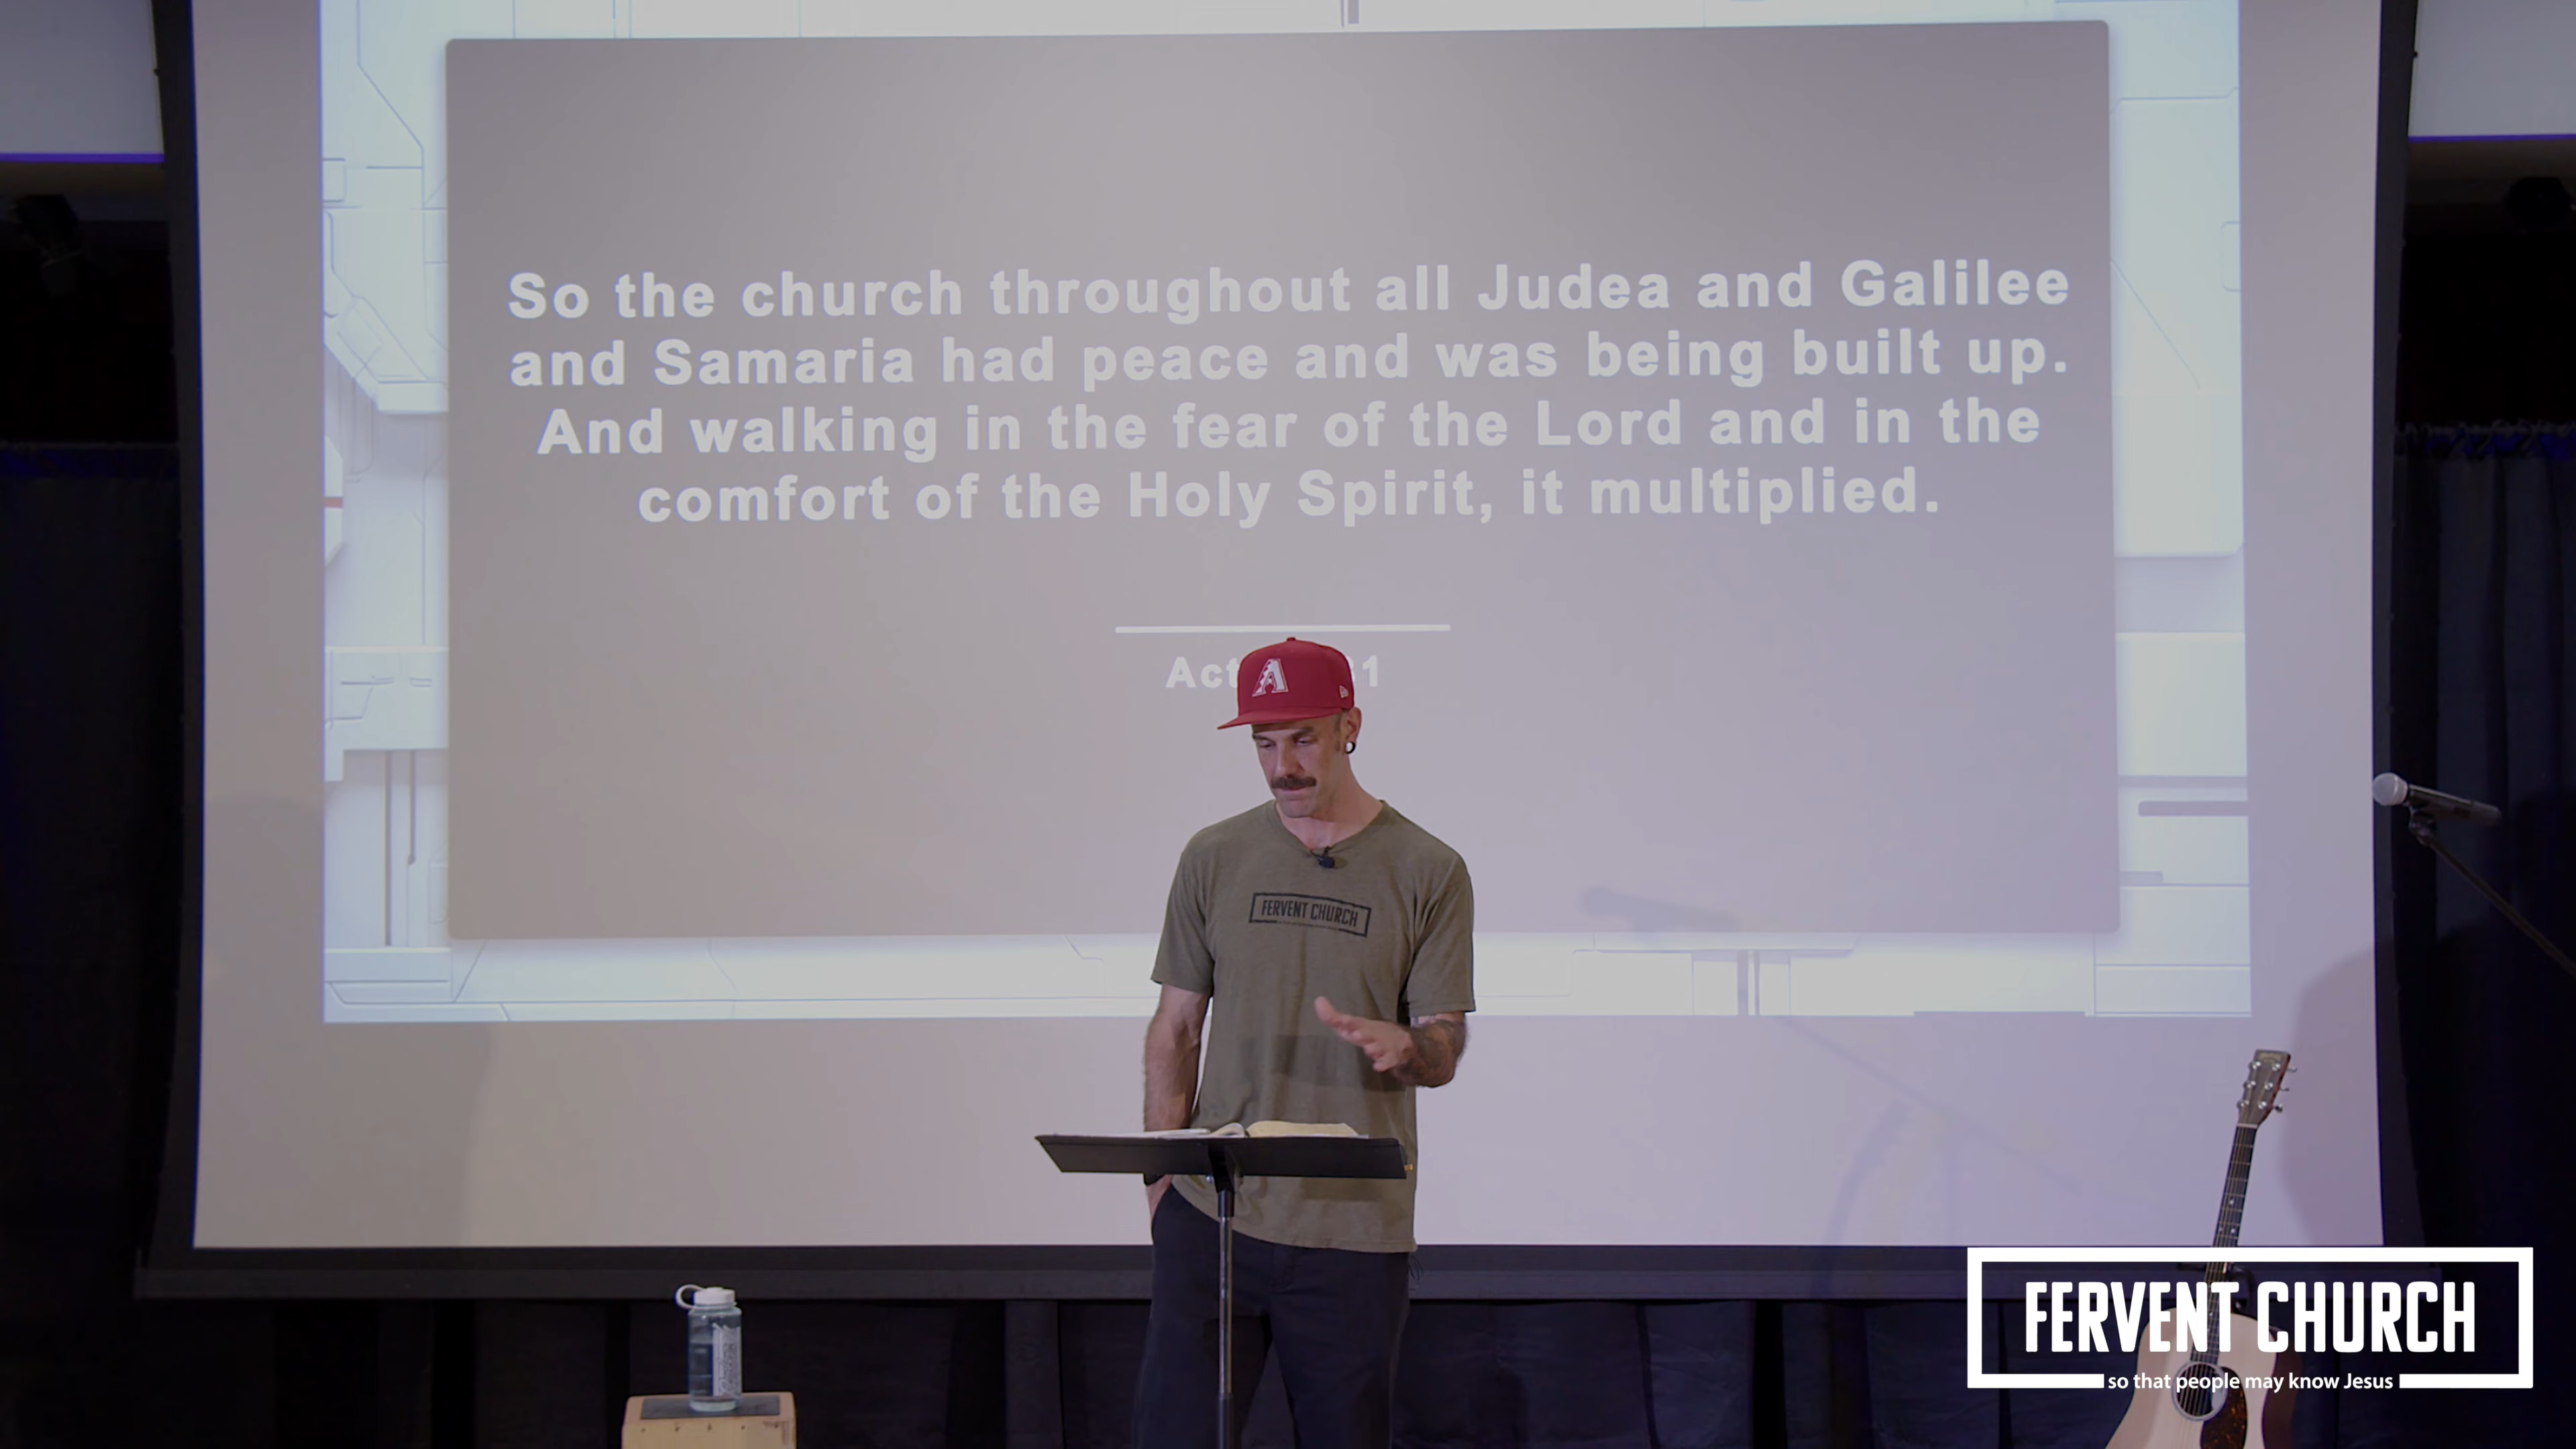 So the church throughout all Judea and Galilee
and Samaria had peace and was being built up.
And walking in the fear of the Lord and in the
comfort of the Holy Spirit, it multiplied.
A
FERVENT CHURCH
FERVENT CHURCH
so that people may know Jesus